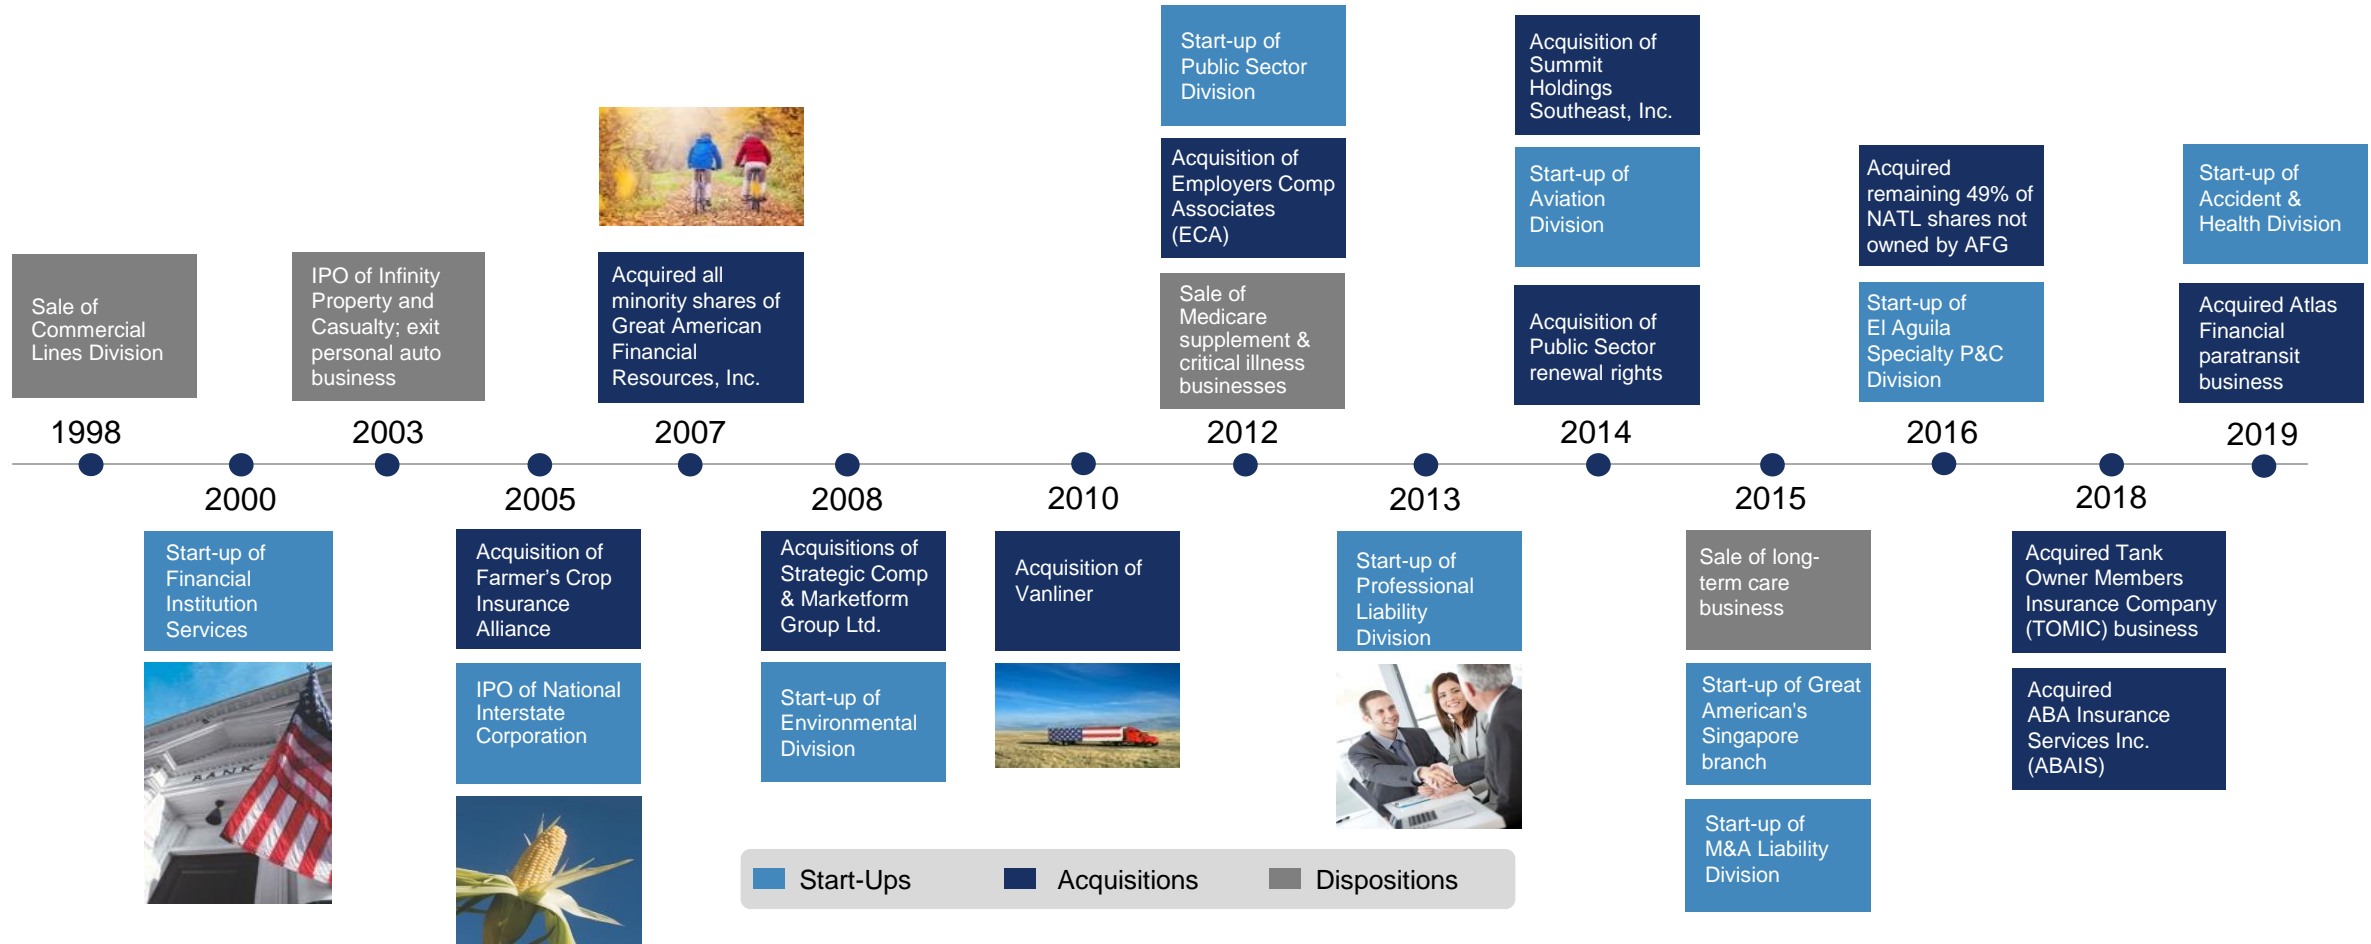 Start-up of
Public Sector
Division
Acquisition of
Summit
Holdings
Southeast, Inc.
Acquisition of
Employers Comp
Associates
(ECA)
Start-up of
Aviation
Division
Acquired
remaining 49% of
NATL shares not
owned by AFG
Start-up of
Accident &
Health Division
Sale of
Commercial
Lines Division
IPO of Infinity
Property and
Casualty; exit
personal auto
business
Acquired all
minority shares of
Great American
Financial
Resources, Inc.
Sale of
Medicare
supplement &
critical illness
businesses
Acquisition of
Public Sector
renewal rights
Start-up of
El Aguila
Specialty P&C
Division
Acquired Atlas
Financial
paratransit
business
1998
2003
2007
2012
2014
2016
2019
2000
2005
2008
2010
2013
2015
2018
Start-up of
Financial
Institution
Services
Acquisition of
Farmer’s Crop
Insurance
Alliance
Acquisitions of
Strategic Comp
& Marketform
Group Ltd.
Acquisition of
Vanliner
Start-up of
Professional
Liability
Division
Sale of long-
term care
business
Acquired Tank
Owner Members
Insurance Company
(TOMIC) business
BANK
IPO of National
Interstate
Corporation
Start-up of
Environmental
Division
Start-up of Great
American's
Singapore
branch
Acquired
ABA Insurance
Services Inc.
(ABAIS)
Start-up of
M&A Liability
Division
Start-Ups
Acquisitions
Dispositions